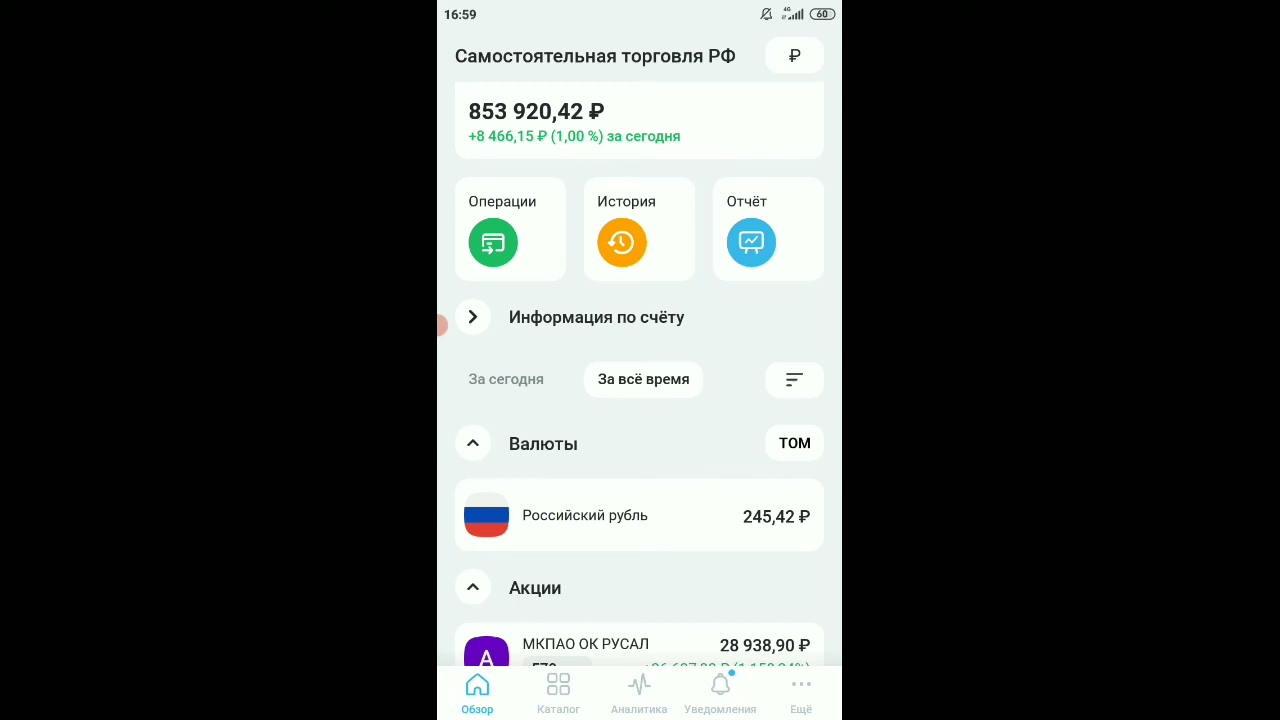 16:59
4G
60
Самостоятельная торговля РФ
₽
853 920,42 ₽
+8 466,15 ₽ (1,00 %) за сегодня
Операции
История
Отчёт
Информация по счёту
За сегодня
За всё время
Валюты
TOM
Российский рубль
245,42 ₽
Акции
МКПАО ОК РУСАЛ
28 938,90 ₽
Обзор
Каталог
Аналитика
Уведомления
Ещё